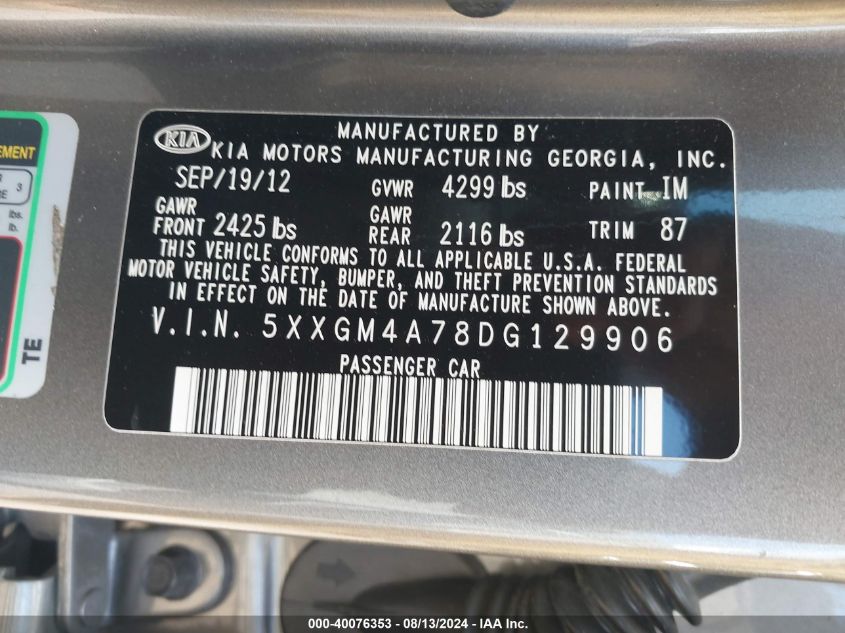 KIA
MANUFACTURED BY
KIA MOTORS MANUFACTURING GEORGIA, INC.
SEP/19/12 GVWR 4299 lbs PAINT IM
GAWR FRONT 2425 lbs GAWR REAR 2116 lbs TRIM 87
THIS VEHICLE CONFORMS TO ALL APPLICABLE U.S.A. FEDERAL
MOTOR VEHICLE SAFETY, BUMPER, AND THEFT PREVENTION STANDARDS
IN EFFECT ON THE DATE OF MANUFACTURE SHOWN ABOVE.
V.I.N. 5XXGM4A78DG129906
PASSENGER CAR
EMENT
3
lbs.
lb.
TE
000-40076353 - 08/13/2024 - IAA Inc.